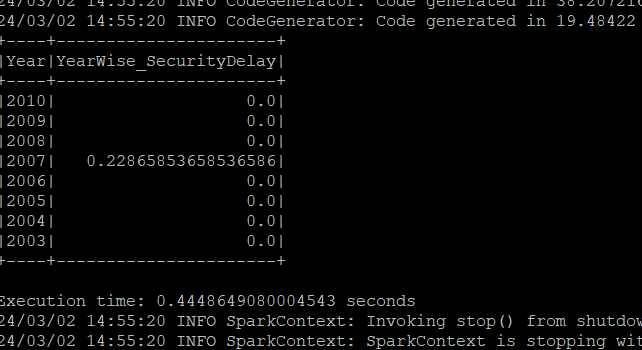 24/03/02 14:55:20 INFO CodeGenerator: Code generated in 38.207216
24/03/02 14:55:20 INFO CodeGenerator: Code generated in 19.48422
+----+----------------------+
|Year|YearWise_SecurityDelay|
+----+----------------------+
|2010|                   0.0|
|2009|                   0.0|
|2008|                   0.0|
|2007|   0.22865853658536586|
|2006|                   0.0|
|2005|                   0.0|
|2004|                   0.0|
|2003|                   0.0|
+----+----------------------+
Execution time: 0.4448649080004543 seconds
24/03/02 14:55:20 INFO SparkContext: Invoking stop() from shutdow
24/03/02 14:55:20 INFO SparkContext: SparkContext is stopping wit